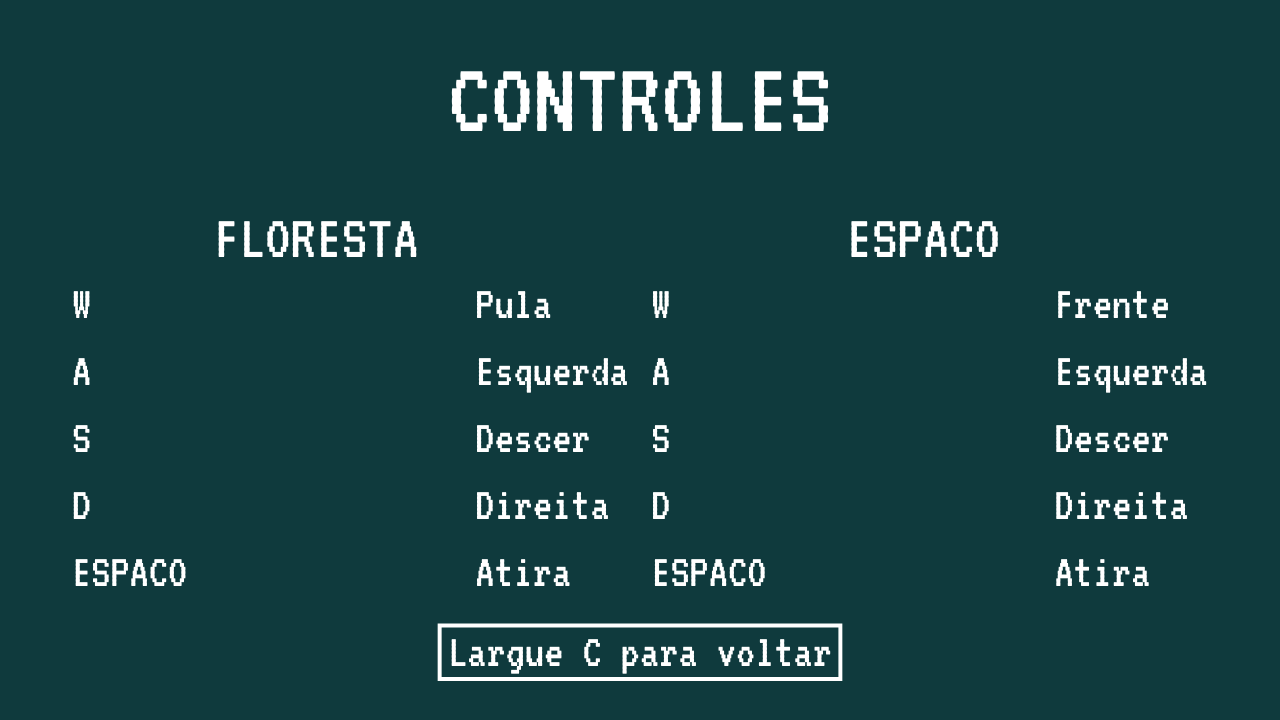 CONTROLES
FLORESTA ESPACO
W Pula W Frente
A Esquerda A Esquerda
S Descer S Descer
D Direita D Direita
ESPACO Atira ESPACO Atira
Largue C para voltar